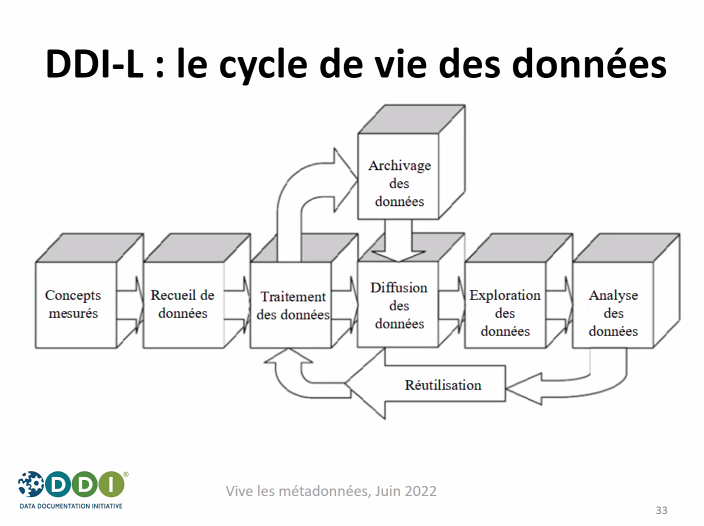 DDI-L : le cycle de vie des données
Archivage
des
données
Concepts
mesurés
Recueil de
données
Traitement
des données
Diffusion
des
données
Exploration
des
données
Analyse
des
données
Réutilisation
DDI®
DATA DOCUMENTATION INITIATIVE
Vive les métadonnées, Juin 2022
33